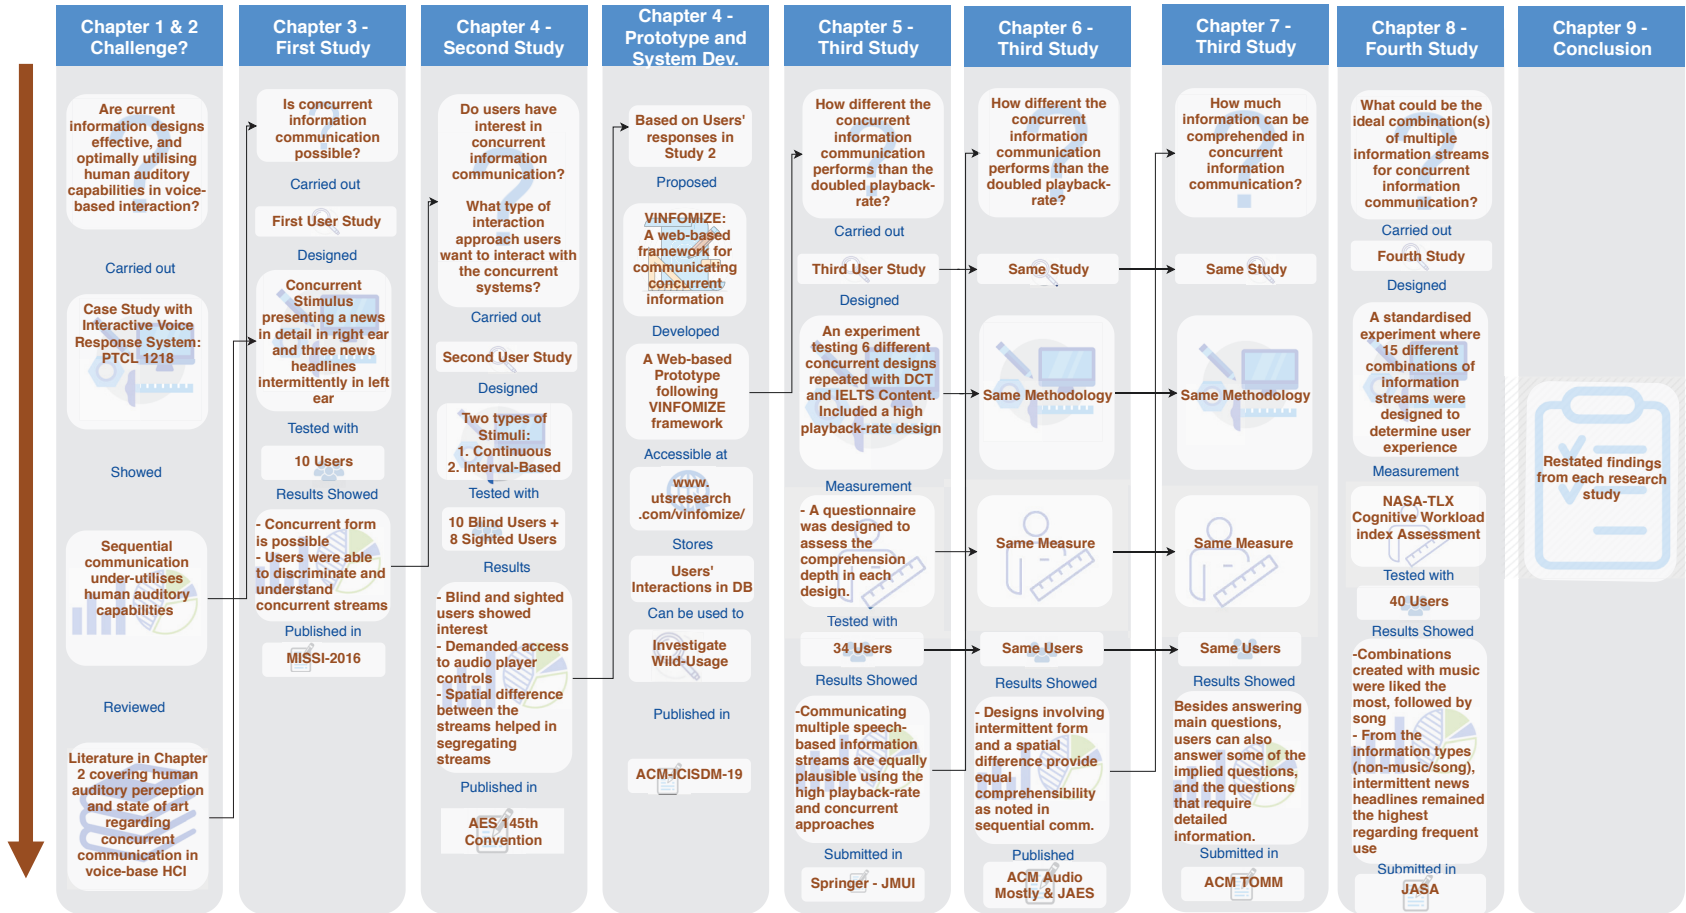 Chapter 1 & 2
Challenge?
Are current
information designs
effective, and
optimally utilising
human auditory
capabilities in voice-
based interaction?
Carried out
Case Study with
Interactive Voice
Response System:
PTCL 1218
Showed
Sequential
communication
under-utilises
human auditory
capabilities
Reviewed
Literature in Chapter
2 covering human
auditory perception
and state of art
regarding
concurrent
communication in
voice-base HCI
Chapter 3 -
First Study
Is concurrent
information
communication
possible?
Carried out
First User Study
Designed
Concurrent
Stimulus
presenting a news
in detail in right ear
and three news
headlines
intermittently in left
ear
Tested with
10 Users
Results Showed
- Concurrent form
is possible
- Users were able
to discriminate and
understand
concurrent streams
Published in
MISSI-2016
Chapter 4 -
Second Study
Do users have
interest in
concurrent
information
communication?
What type of
interaction
approach users
want to interact with
the concurrent
systems?
Carried out
Second User Study
Designed
Two types of
Stimuli:
1. Continuous
2. Interval-Based
Tested with
10 Blind Users +
8 Sighted Users
Results
- Blind and sighted
users showed
interest
- Demanded access
to audio player
controls
- Spatial difference
between the
streams helped in
segregating
streams
Published in
AES 145th
Convention
Chapter 4 -
Prototype and
System Dev.
Based on Users'
responses in
Study 2
Proposed
VINFOMIZE:
A web-based
framework for
communicating
concurrent
information
Developed
A Web-based
Prototype
following
VINFOMIZE
framework
Accessible at
www.
utsresearch
.com/vinfomize/
Stores
Users'
Interactions in DB
Can be used to
Investigate
Wild-Usage
Published in
ACM-ICISDM-19
Chapter 5 -
Third Study
How different the
concurrent
information
communication
performs than the
doubled playback-
rate?
Carried out
Third User Study
Designed
An experiment
testing 6 different
concurrent designs
repeated with DCT
and IELTS Content.
Included a high
playback-rate design
Measurement
- A questionnaire
was designed to
assess the
comprehension
depth in each
design.
Tested with
34 Users
Results Showed
-Communicating
multiple speech-
based information
streams are equally
plausible using the
high playback-rate
and concurrent
approaches
Submitted in
Springer - JMUI
Chapter 6 -
Third Study
How different the
concurrent
information
communication
performs than the
doubled playback-
rate?
Same Study
Same Methodology
Same Measure
Same Users
Results Showed
- Designs involving
intermittent form
and a spatial
difference provide
equal
comprehensibility
as noted in
sequential comm.
Published
ACM Audio
Mostly & JAES
Chapter 7 -
Third Study
How much
information can be
comprehended in
concurrent
information
communication?
Same Study
Same Methodology
Same Measure
Same Users
Results Showed
Besides answering
main questions,
users can also
answer some of the
implied questions,
and the questions
that require
detailed
information.
Submitted in
ACM TOMM
Chapter 8 -
Fourth Study
What could be the
ideal combination(s)
of multiple
information streams
for concurrent
information
communication?
Carried out
Fourth Study
Designed
A standardised
experiment where
15 different
combinations of
information
streams were
designed to
determine user
experience
Measurement
NASA-TLX
Cognitive Workload
index Assessment
Tested with
40 Users
Results Showed
-Combinations
created with music
were liked the
most, followed by
song
- From the
information types
(non-music/song),
intermittent news
headlines remained
the highest
regarding frequent
use
Submitted in
JASA
Chapter 9 -
Conclusion
Restated findings
from each research
study